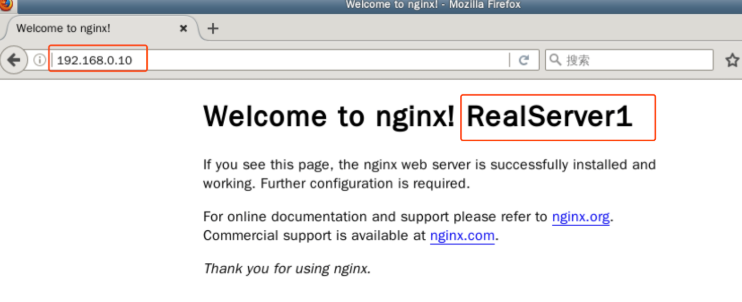 Welcome to nginx! - Mozilla Firefox
Welcome to nginx!
192.168.0.10
搜索
Welcome to nginx! RealServer1
If you see this page, the nginx web server is successfully installed and
working. Further configuration is required.
For online documentation and support please refer to nginx.org.
Commercial support is available at nginx.com.
Thank you for using nginx.